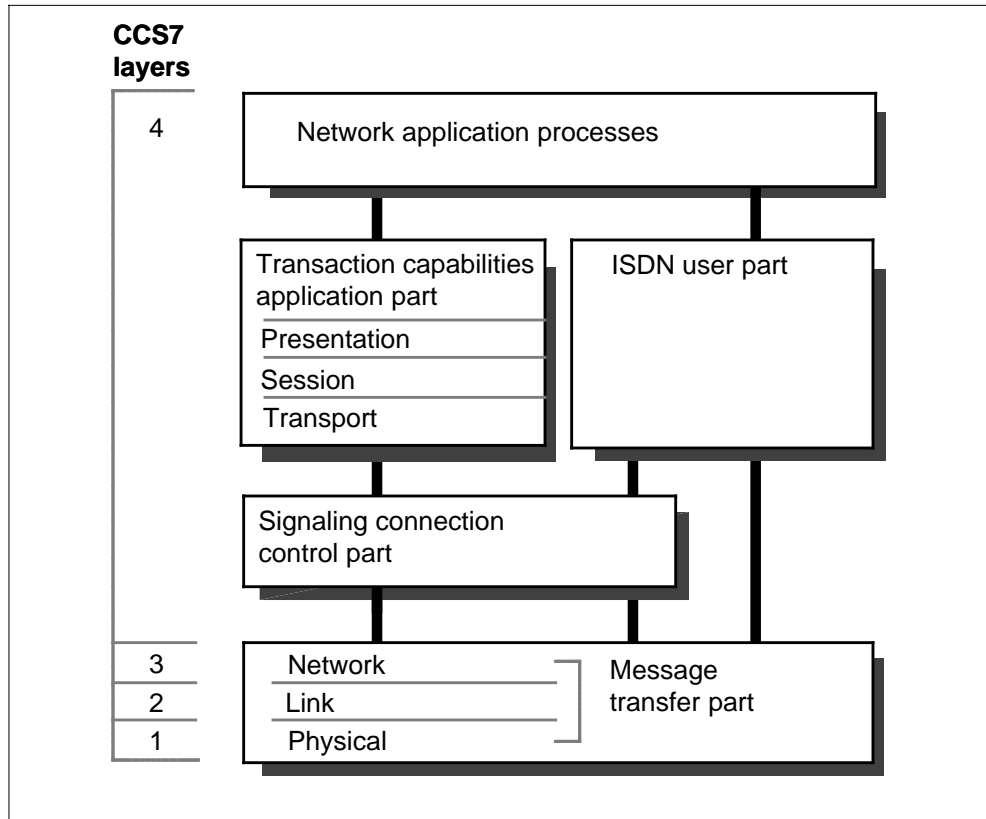 CCS7
layers
4
Network application processes
Transaction capabilities
application part
Presentation
Session
Transport
ISDN user part
Signaling connection
control part
3
Network
2
Link
1
Physical
Message
transfer part